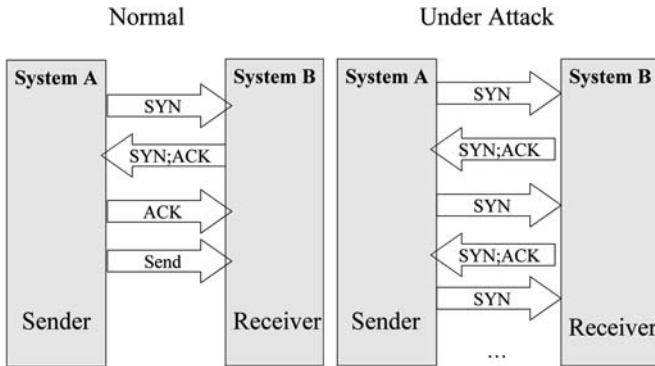 Normal
System A
System B
SYN
SYN;ACK
ACK
Send
Sender
Receiver
Under Attack
System A
System B
SYN
SYN;ACK
SYN
SYN;ACK
SYN
Sender
Receiver
...